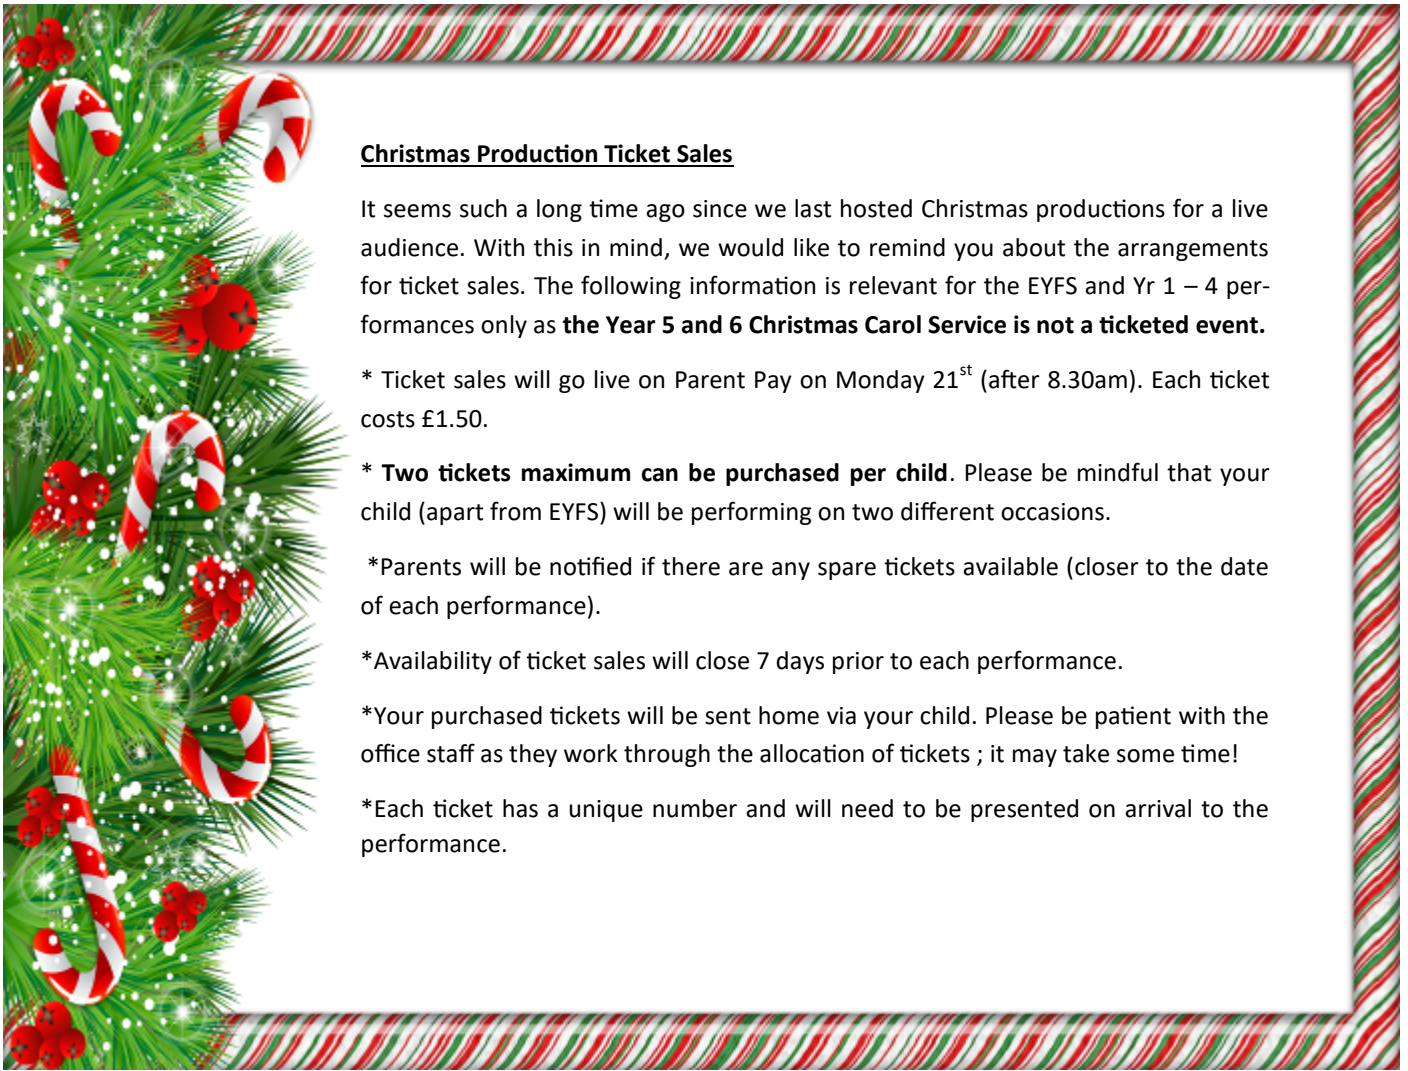 Christmas Production Ticket Sales
It seems such a long time ago since we last hosted Christmas productions for a live
audience. With this in mind, we would like to remind you about the arrangements
for ticket sales. The following information is relevant for the EYFS and Yr 1 – 4 per-
formances only as the Year 5 and 6 Christmas Carol Service is not a ticketed event.
* Ticket sales will go live on Parent Pay on Monday 21st (after 8.30am). Each ticket
costs £1.50.
* Two tickets maximum can be purchased per child. Please be mindful that your
child (apart from EYFS) will be performing on two different occasions.
*Parents will be notified if there are any spare tickets available (closer to the date
of each performance).
*Availability of ticket sales will close 7 days prior to each performance.
*Your purchased tickets will be sent home via your child. Please be patient with the
office staff as they work through the allocation of tickets ; it may take some time!
*Each ticket has a unique number and will need to be presented on arrival to the
performance.